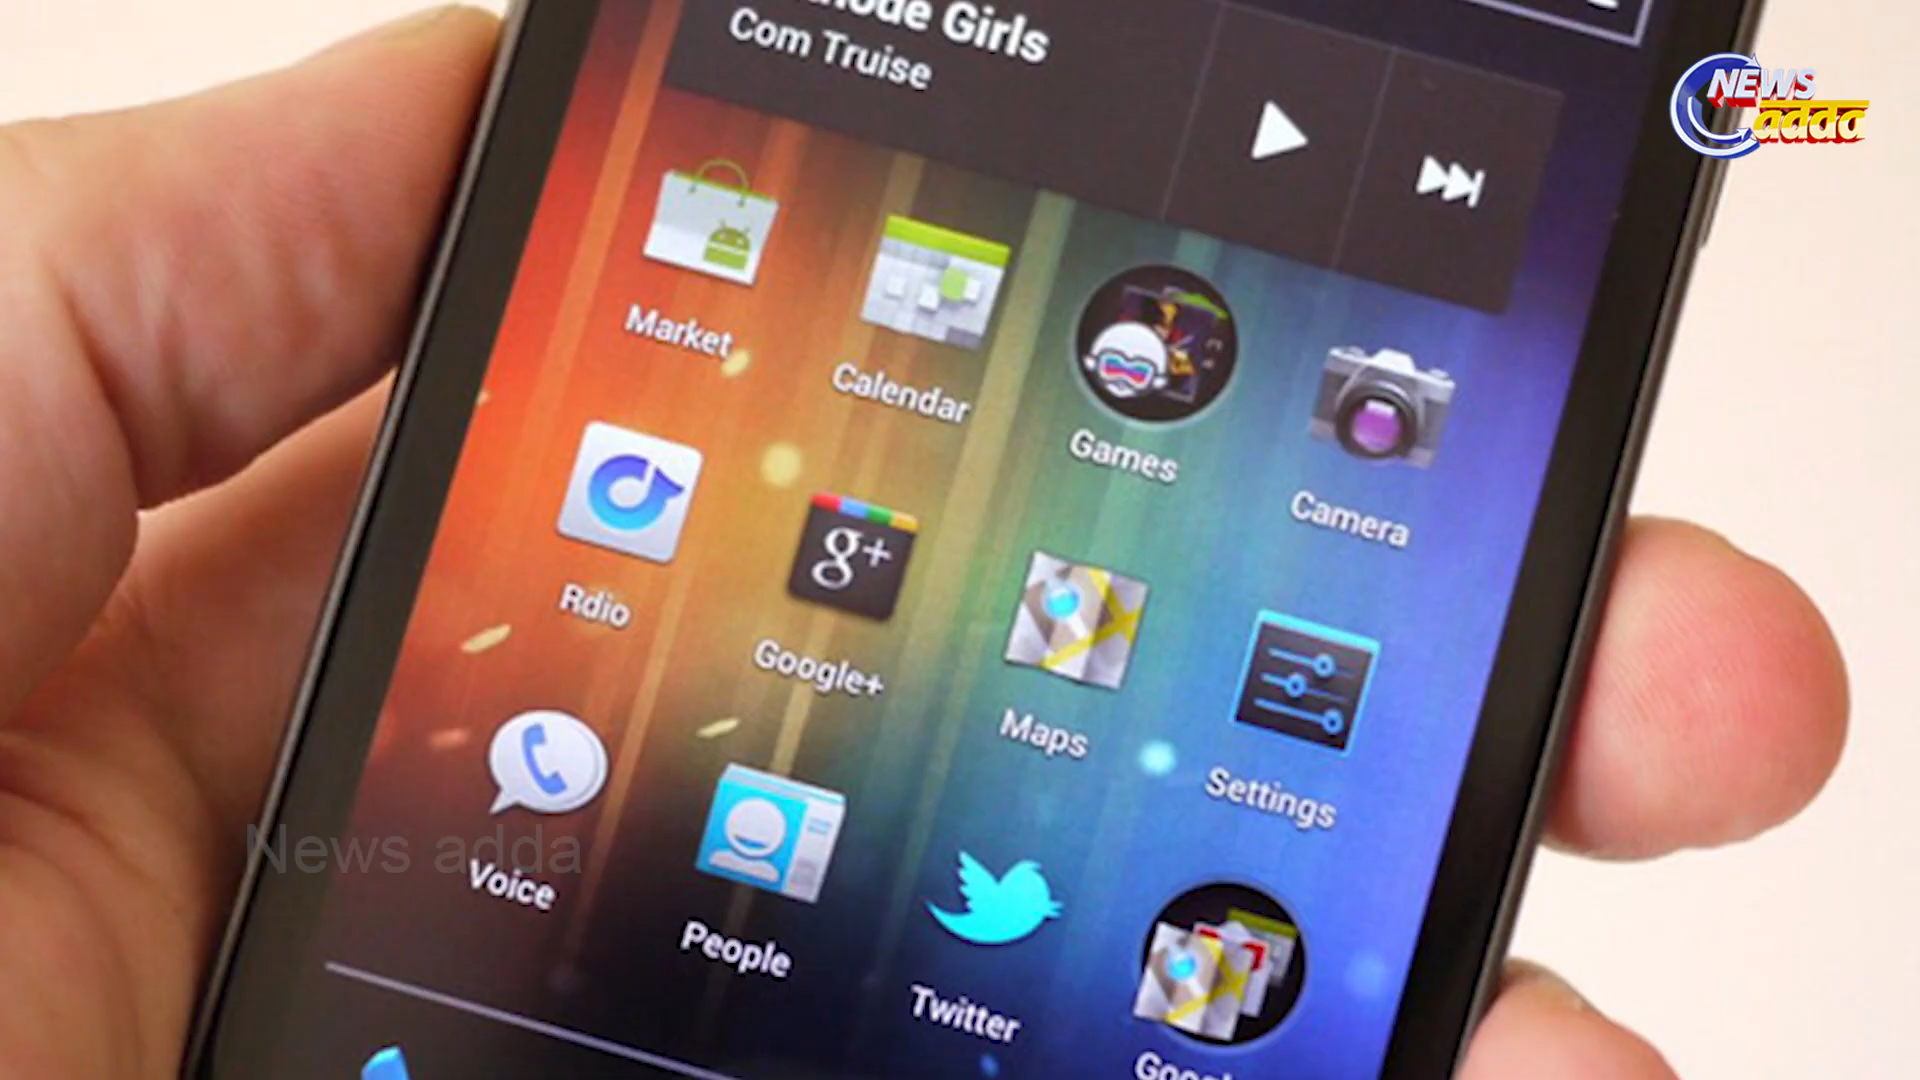 Girls
Com Truise
NEWS
adda
Market
Calendar
Games
Camera
Rdio
g+
Google+
Maps
Settings
Voice
People
Twitter
News adda